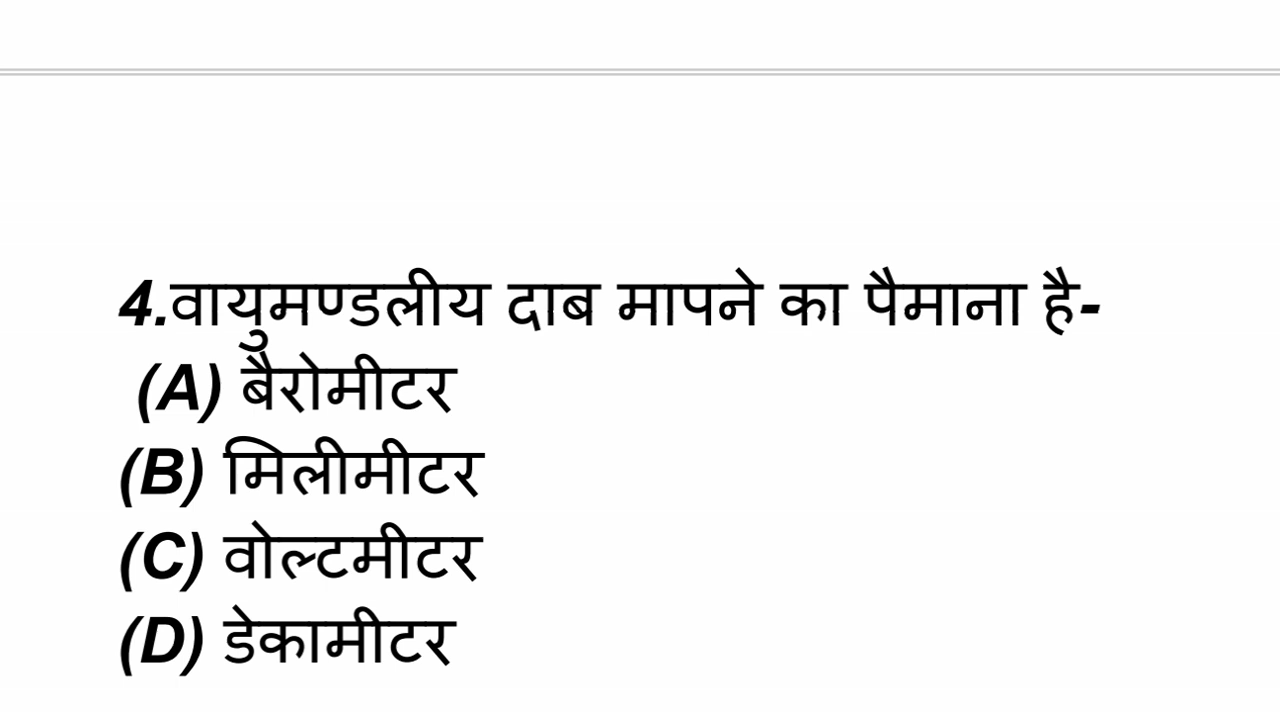 4.वायुमण्डलीय दाब मापने का पैमाना है-
(A) बैरोमीटर
(B) मिलीमीटर
(C) वोल्टमीटर
(D) डेकामीटर